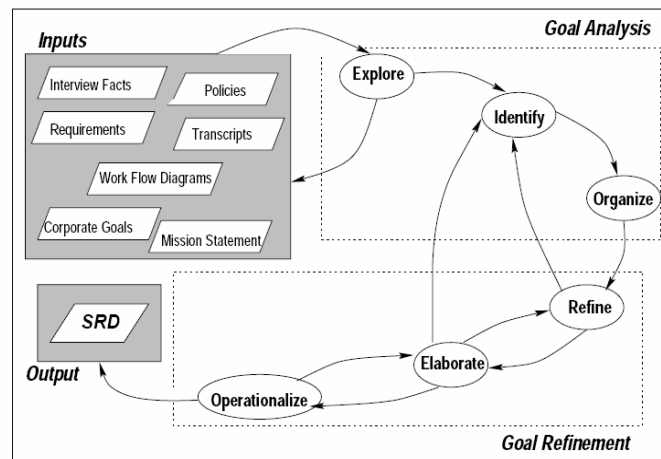 Inputs
Goal Analysis
Explore
Interview Facts
Policies
Identify
Requirements
Transcripts
Work Flow Diagrams
Organize
Corporate Goals
Mission Statement
SRD
Refine
Output
Elaborate
Operationalize
Goal Refinement